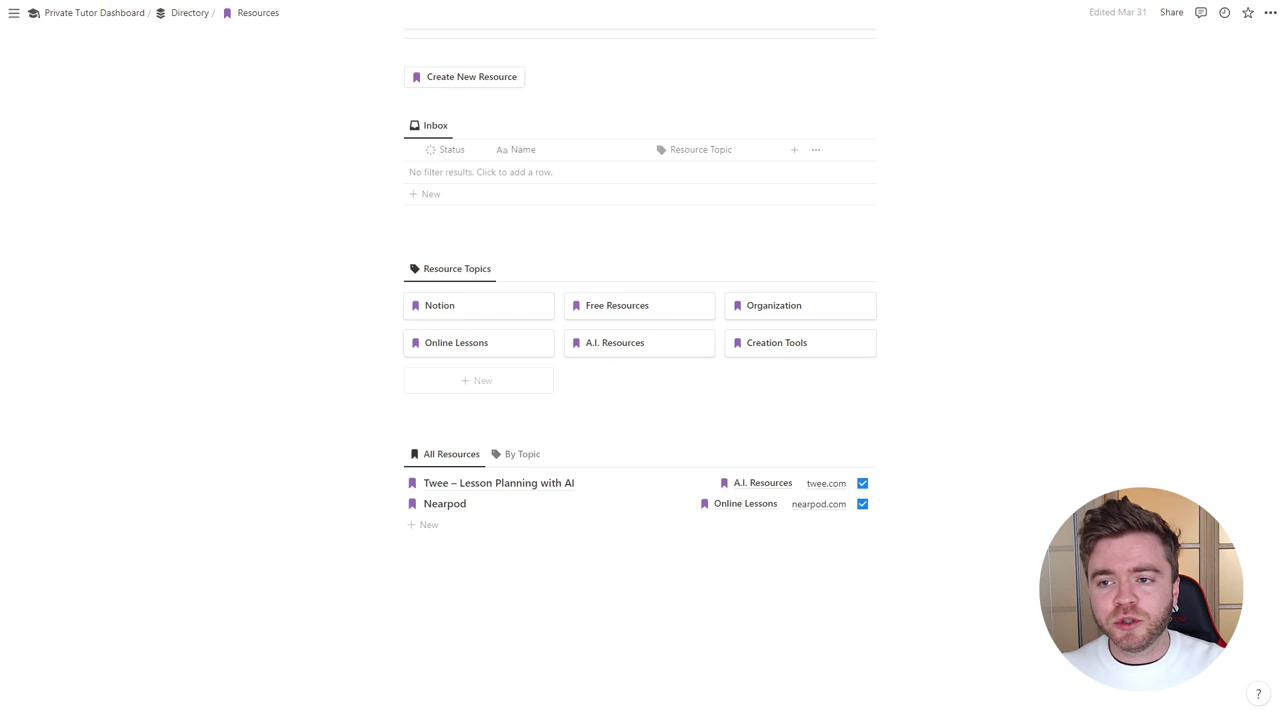 Private Tutor Dashboard / Directory / Resources Edited Mar 31 Share
Create New Resource
Inbox
Status Aa Name Resource Topic
No filter results. Click to add a row.
+ New
Resource Topics
Notion Free Resources Organization
Online Lessons A.I. Resources Creation Tools
+ New
All Resources By Topic
Twee – Lesson Planning with AI A.I. Resources twee.com
Nearpod Online Lessons nearpod.com
+ New
?